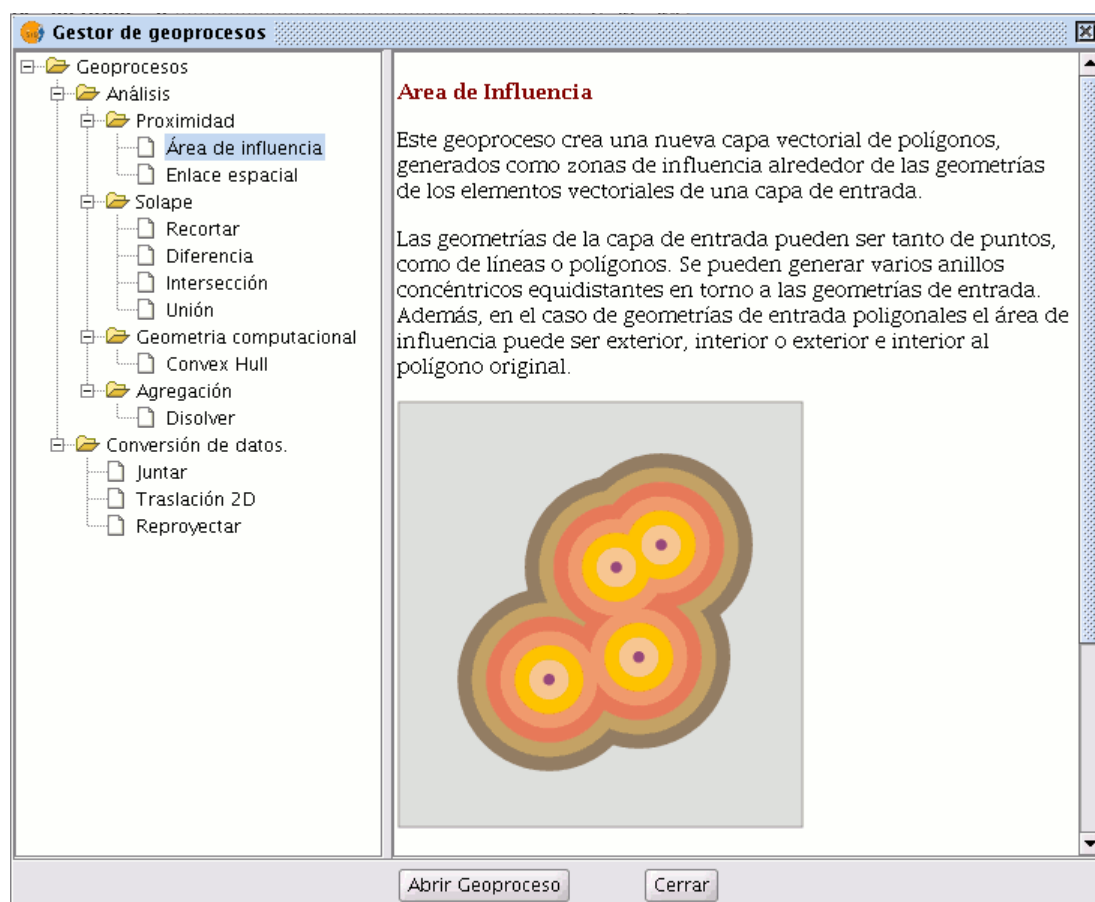 Gestor de geoprocesos
Geoprocesos
Análisis
Proximidad
Área de influencia
Enlace espacial
Solape
Recortar
Diferencia
Intersección
Unión
Geometria computacional
Convex Hull
Agregación
Disolver
Conversión de datos.
Juntar
Traslación 2D
Reproyectar
Area de Influencia
Este geoproceso crea una nueva capa vectorial de polígonos,
generados como zonas de influencia alrededor de las geometrías
de los elementos vectoriales de una capa de entrada.
Las geometrías de la capa de entrada pueden ser tanto de puntos,
como de líneas o polígonos. Se pueden generar varios anillos
concéntricos equidistantes en torno a las geometrías de entrada.
Además, en el caso de geometrías de entrada poligonales el área de
influencia puede ser exterior, interior o exterior e interior al
polígono original.
Abrir Geoproceso
Cerrar